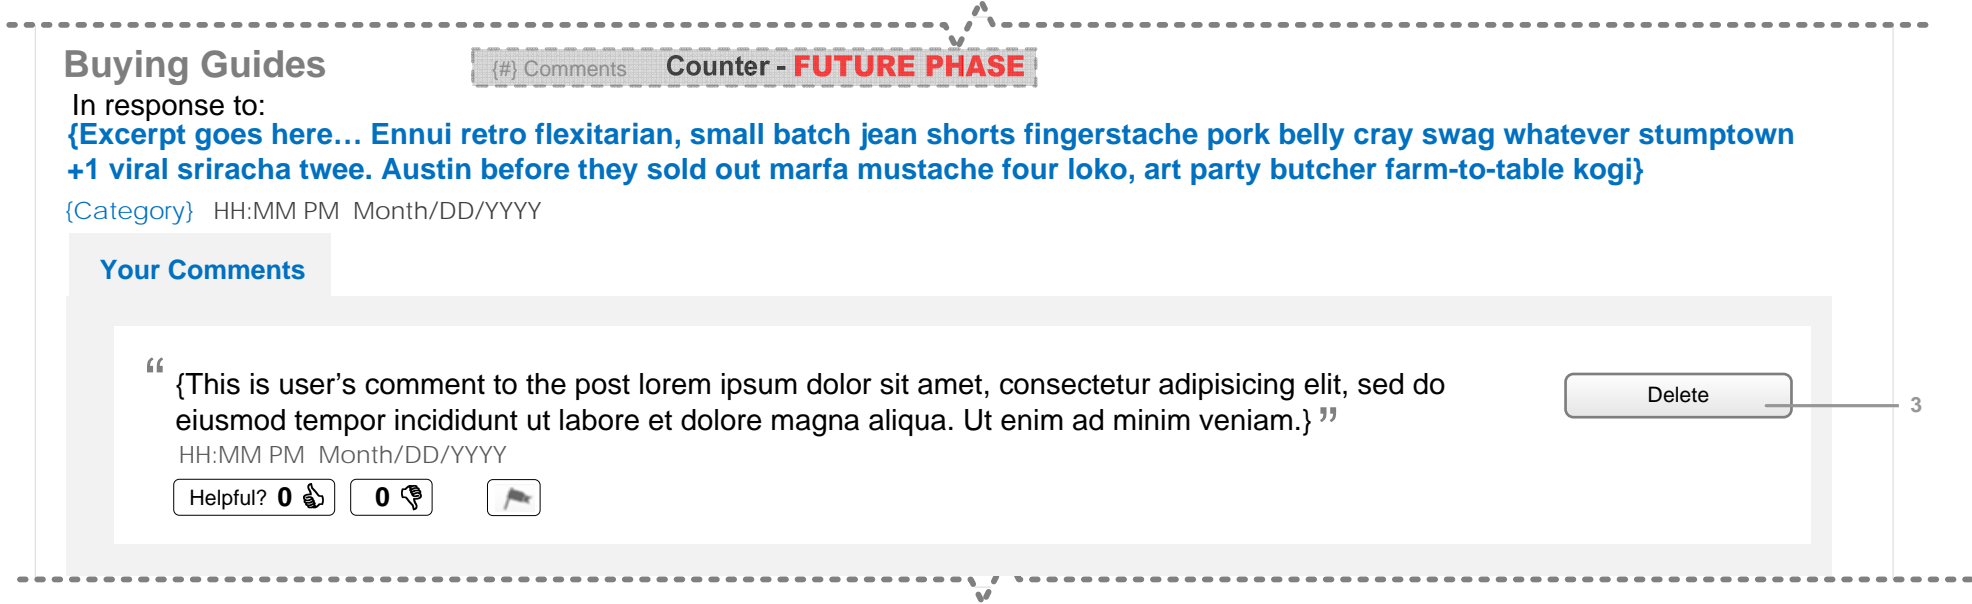 Buying Guides
{#} Comments Counter - FUTURE PHASE
In response to:
{Excerpt goes here… Ennui retro flexitarian, small batch jean shorts fingerstache pork belly cray swag whatever stumptown
+1 viral sriracha twee. Austin before they sold out marfa mustache four loko, art party butcher farm-to-table kogi}
{Category} HH:MM PM Month/DD/YYYY
Your Comments
“ {This is user’s comment to the post lorem ipsum dolor sit amet, consectetur adipisicing elit, sed do
eiusmod tempor incididunt ut labore et dolore magna aliqua. Ut enim ad minim veniam.} ”
Delete
3
HH:MM PM Month/DD/YYYY
Helpful? 0 0